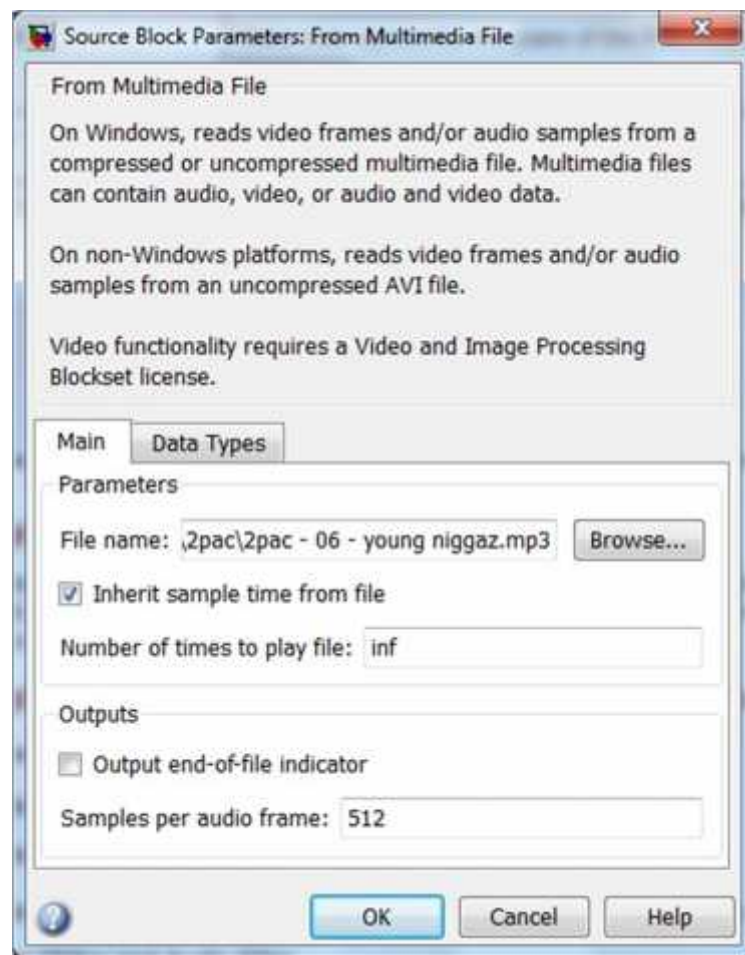 Source Block Parameters: From Multimedia File
From Multimedia File
On Windows, reads video frames and/or audio samples from a
compressed or uncompressed multimedia file. Multimedia files
can contain audio, video, or audio and video data.
On non-Windows platforms, reads video frames and/or audio
samples from an uncompressed AVI file.
Video functionality requires a Video and Image Processing
Blockset license.
Main Data Types
Parameters
File name: \2pac\2pac - 06 - young niggaz.mp3 Browse...
Inherit sample time from file
Number of times to play file: inf
Outputs
Output end-of-file indicator
Samples per audio frame: 512
OK Cancel Help